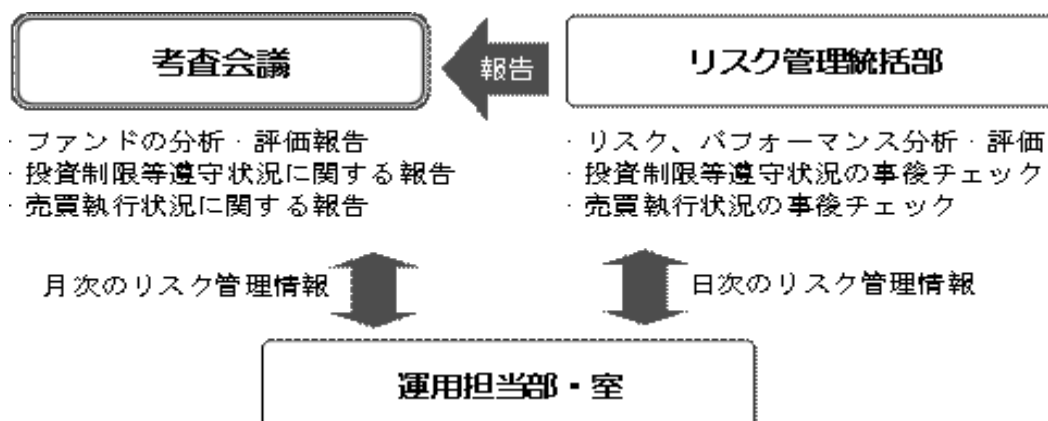 考査会議
報告
リスク管理統括部
· ファンドの分析・評価報告
· 投資制限等遵守状況に関する報告
· 売買執行状況に関する報告
· リスク、パフォーマンス分析・評価
· 投資制限等遵守状況の事後チェック
· 売買執行状況の事後チェック
月次のリスク管理情報
日次のリスク管理情報
運用担当部・室